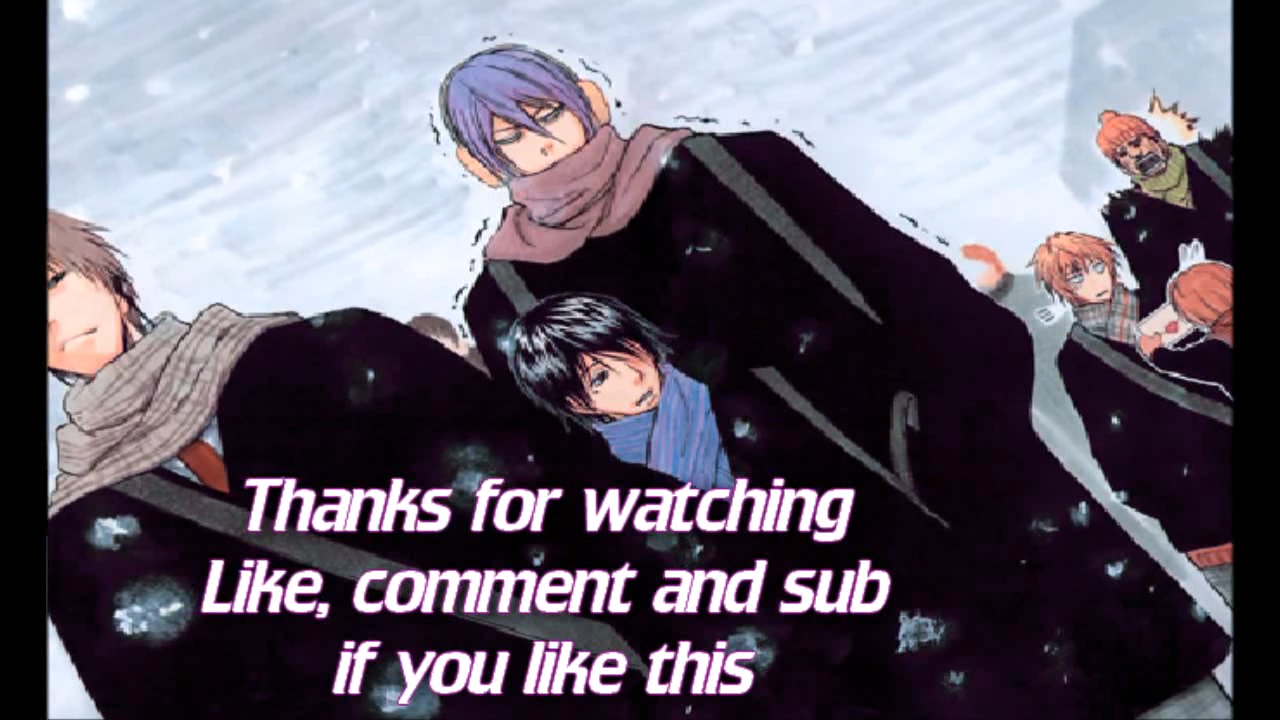 Thanks for watching
Like, comment and sub
if you like this